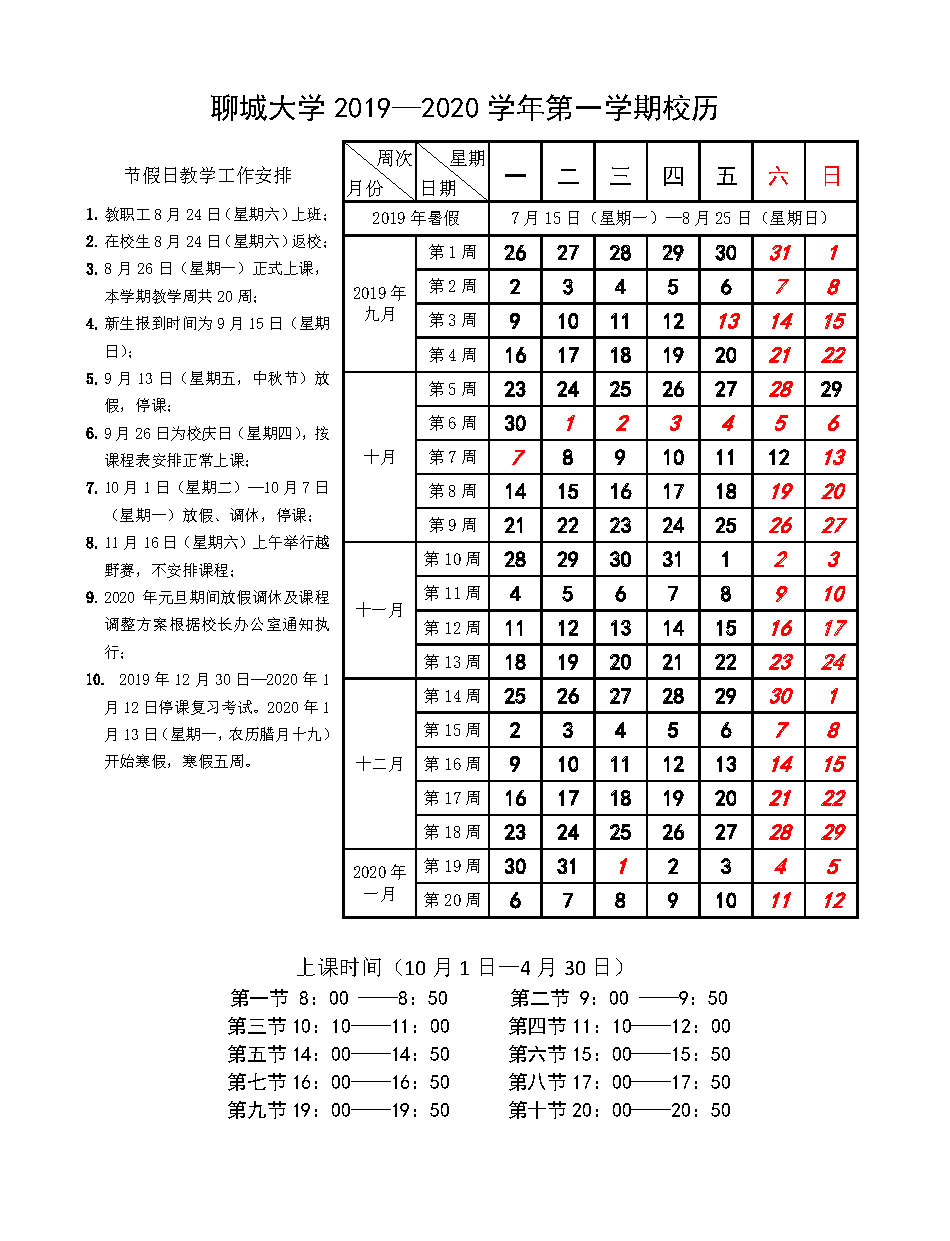 聊城大学 2019—2020 学年第一学期校历
节假日教学工作安排
1. 教职工 8 月 24 日（星期六）上班；
2. 在校生 8 月 24 日（星期六）返校；
3. 8 月 26 日（星期一）正式上课，
本学期教学周共 20 周；
4. 新生报到时间为 9 月 15 日（星期
日）；
5. 9 月 13 日（星期五，中秋节）放
假，停课；
6. 9 月 26 日为校庆日（星期四），按
课程表安排正常上课；
7. 10 月 1 日（星期二）—10 月 7 日
（星期一）放假、调休，停课；
8. 11 月 16 日（星期六）上午举行越
野赛，不安排课程；
9. 2020 年元旦期间放假调休及课程
调整方案根据校长办公室通知执
行；
10. 2019 年 12 月 30 日—2020 年 1
月 12 日停课复习考试。2020 年 1
月 13 日（星期一，农历腊月十九）
开始寒假，寒假五周。
周次 星期 一 二 三 四 五 六 日
月份 日期
2019 年暑假 7 月 15 日（星期一）—8 月 25 日（星期日）
2019 年
九月
第 1 周 26 27 28 29 30 31 1
第 2 周 2 3 4 5 6 7 8
第 3 周 9 10 11 12 13 14 15
第 4 周 16 17 18 19 20 21 22
十月
第 5 周 23 24 25 26 27 28 29
第 6 周 30 1 2 3 4 5 6
第 7 周 7 8 9 10 11 12 13
第 8 周 14 15 16 17 18 19 20
第 9 周 21 22 23 24 25 26 27
十一月
第 10 周 28 29 30 31 1 2 3
第 11 周 4 5 6 7 8 9 10
第 12 周 11 12 13 14 15 16 17
第 13 周 18 19 20 21 22 23 24
十二月
第 14 周 25 26 27 28 29 30 1
第 15 周 2 3 4 5 6 7 8
第 16 周 9 10 11 12 13 14 15
第 17 周 16 17 18 19 20 21 22
第 18 周 23 24 25 26 27 28 29
2020 年
一月
第 19 周 30 31 1 2 3 4 5
第 20 周 6 7 8 9 10 11 12
上课时间（10 月 1 日—4 月 30 日）
第一节 8：00 ——8：50 第二节 9：00 ——9：50
第三节 10：10——11：00 第四节 11：10——12：00
第五节 14：00——14：50 第六节 15：00——15：50
第七节 16：00——16：50 第八节 17：00——17：50
第九节 19：00——19：50 第十节 20：00——20：50